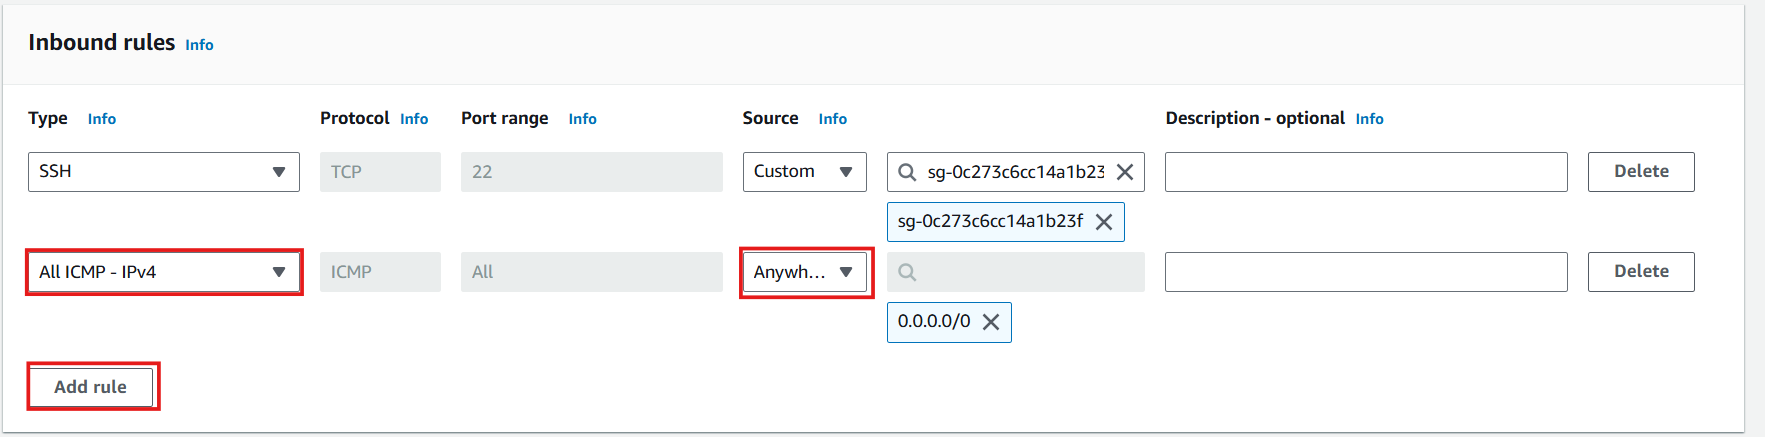 Inbound rules Info
Type Info Protocol Info Port range Info Source Info Description - optional Info
SSH TCP 22 Custom sg-0c273c6cc14a1b23 Delete
sg-0c273c6cc14a1b23f
All ICMP - IPv4 ICMP All Anywh... Delete
0.0.0.0/0
Add rule